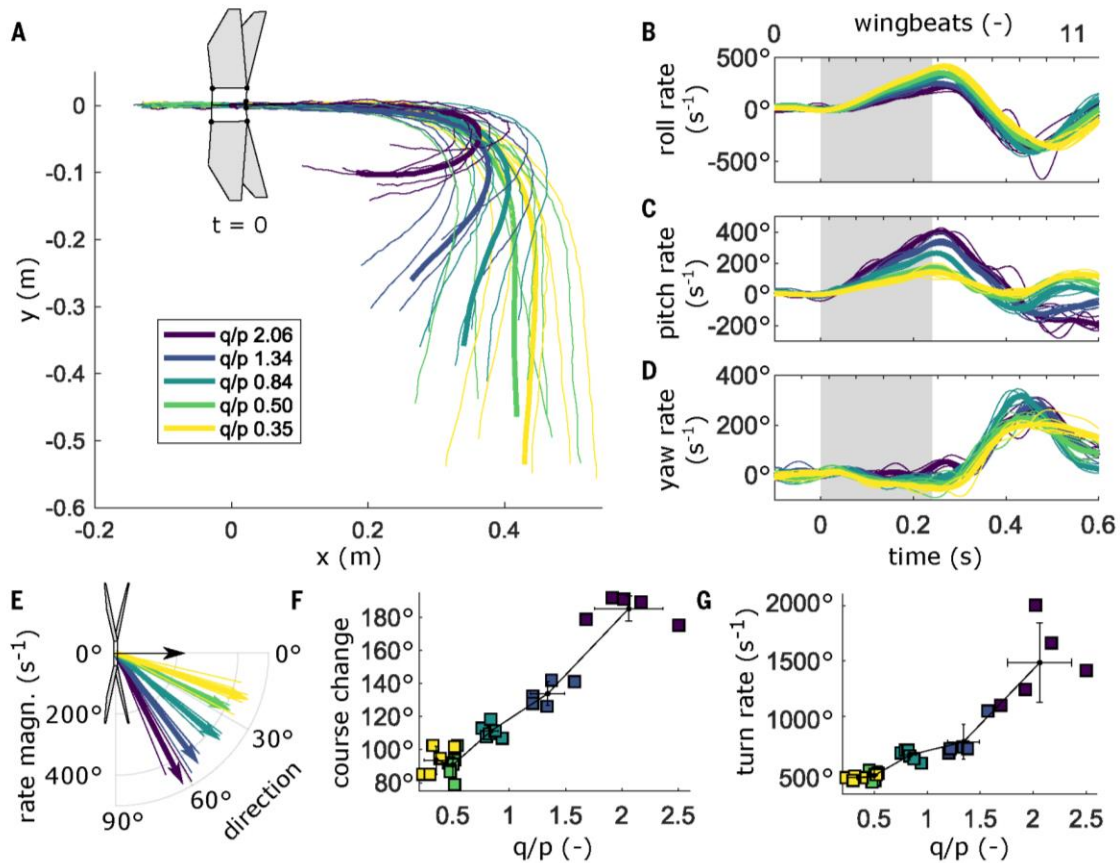 A
y (m)
0
-0.1
-0.2
-0.3
-0.4
-0.5
-0.6
t = 0
q/p 2.06
q/p 1.34
q/p 0.84
q/p 0.50
q/p 0.35
-0.2
0
0.2
0.4
x (m)
wingbeats (-)
0
11
B
roll rate
(s⁻¹)
500°
0°
-500°
C
pitch rate
(s⁻¹)
400°
200°
0°
-200°
D
yaw rate
(s⁻¹)
400°
200°
0°
0
0.2
0.4
0.6
time (s)
E
rate magn. (s⁻¹)
0°
200°
400°
0°
30°
60°
90°
direction
F
course change
180°
160°
140°
120°
100°
80°
0.5
1
1.5
2
2.5
q/p (-)
G
turn rate (s⁻¹)
2000°
1500°
1000°
500°
0.5
1
1.5
2
2.5
q/p (-)